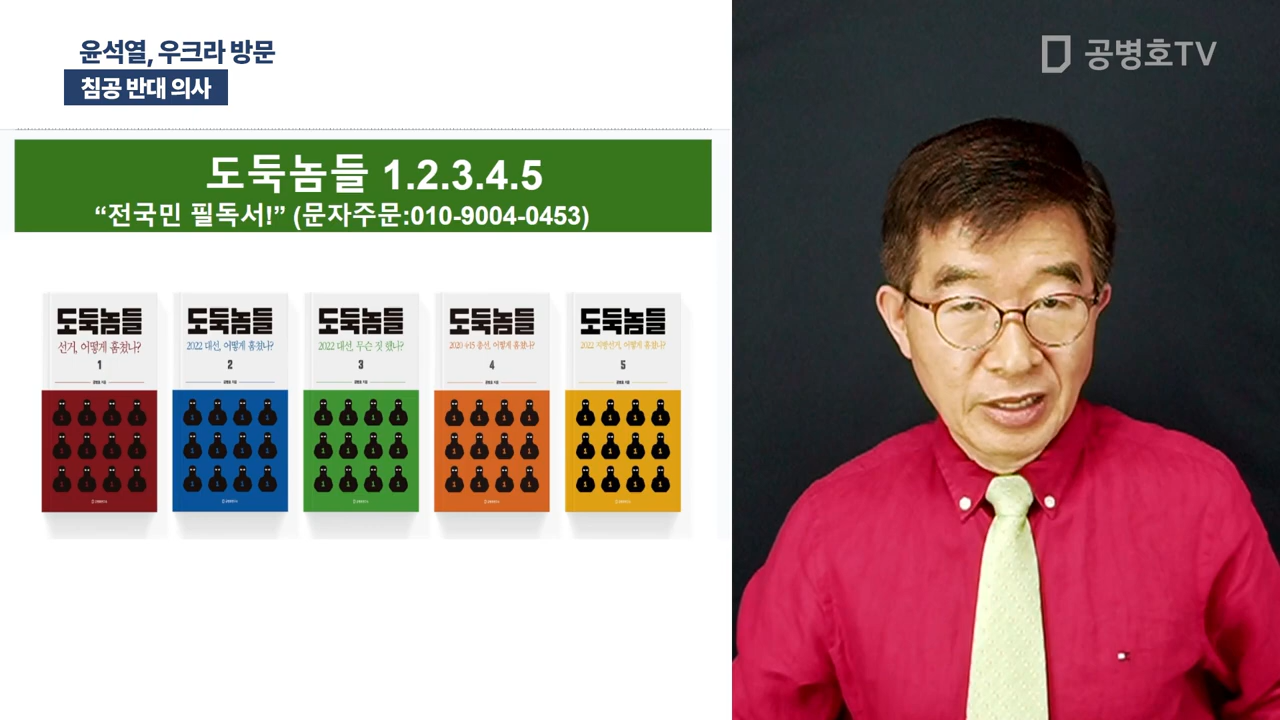 윤석열, 우크라 방문
침공 반대 의사
공병호TV
도둑놈들 1.2.3.4.5
“전국민 필독서!” (문자주문:010-9004-0453)
도둑놈들
선거, 어떻게 훔쳤나?
1
도둑놈들
2022 대선, 어떻게 훔쳤나?
2
도둑놈들
2022 대선, 무슨 짓 했나?
3
도둑놈들
2020 4·15 총선, 어떻게 훔쳤나?
4
도둑놈들
2022 지방선거, 어떻게 훔쳤나?
5